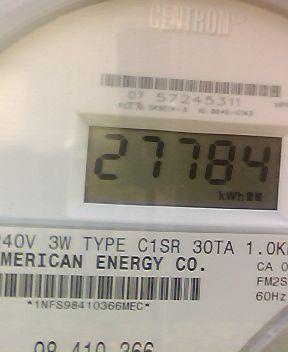 CENTRON
07 57245311
27784
kWh
240V 3W TYPE C1SR 30TA 1.0K
AMERICAN ENERGY CO. CA 0
FM2S
60Hz
*1NFS98410366MEC*
98 410 366